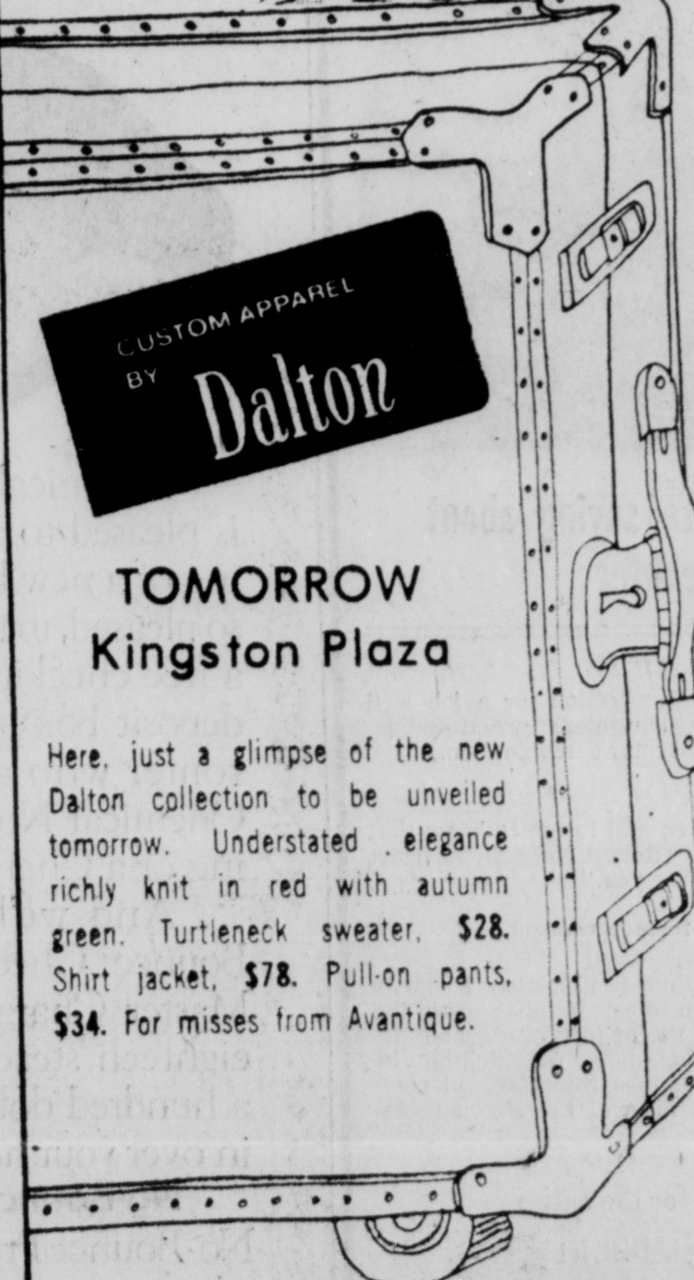 CUSTOM APPAREL
BY Dalton
TOMORROW
Kingston Plaza
Here, just a glimpse of the new
Dalton collection to be unveiled
tomorrow. Understated elegance
richly knit in red with autumn
green. Turtleneck sweater, $28.
Shirt jacket, $78. Pull-on pants,
$34. For misses from Avantique.